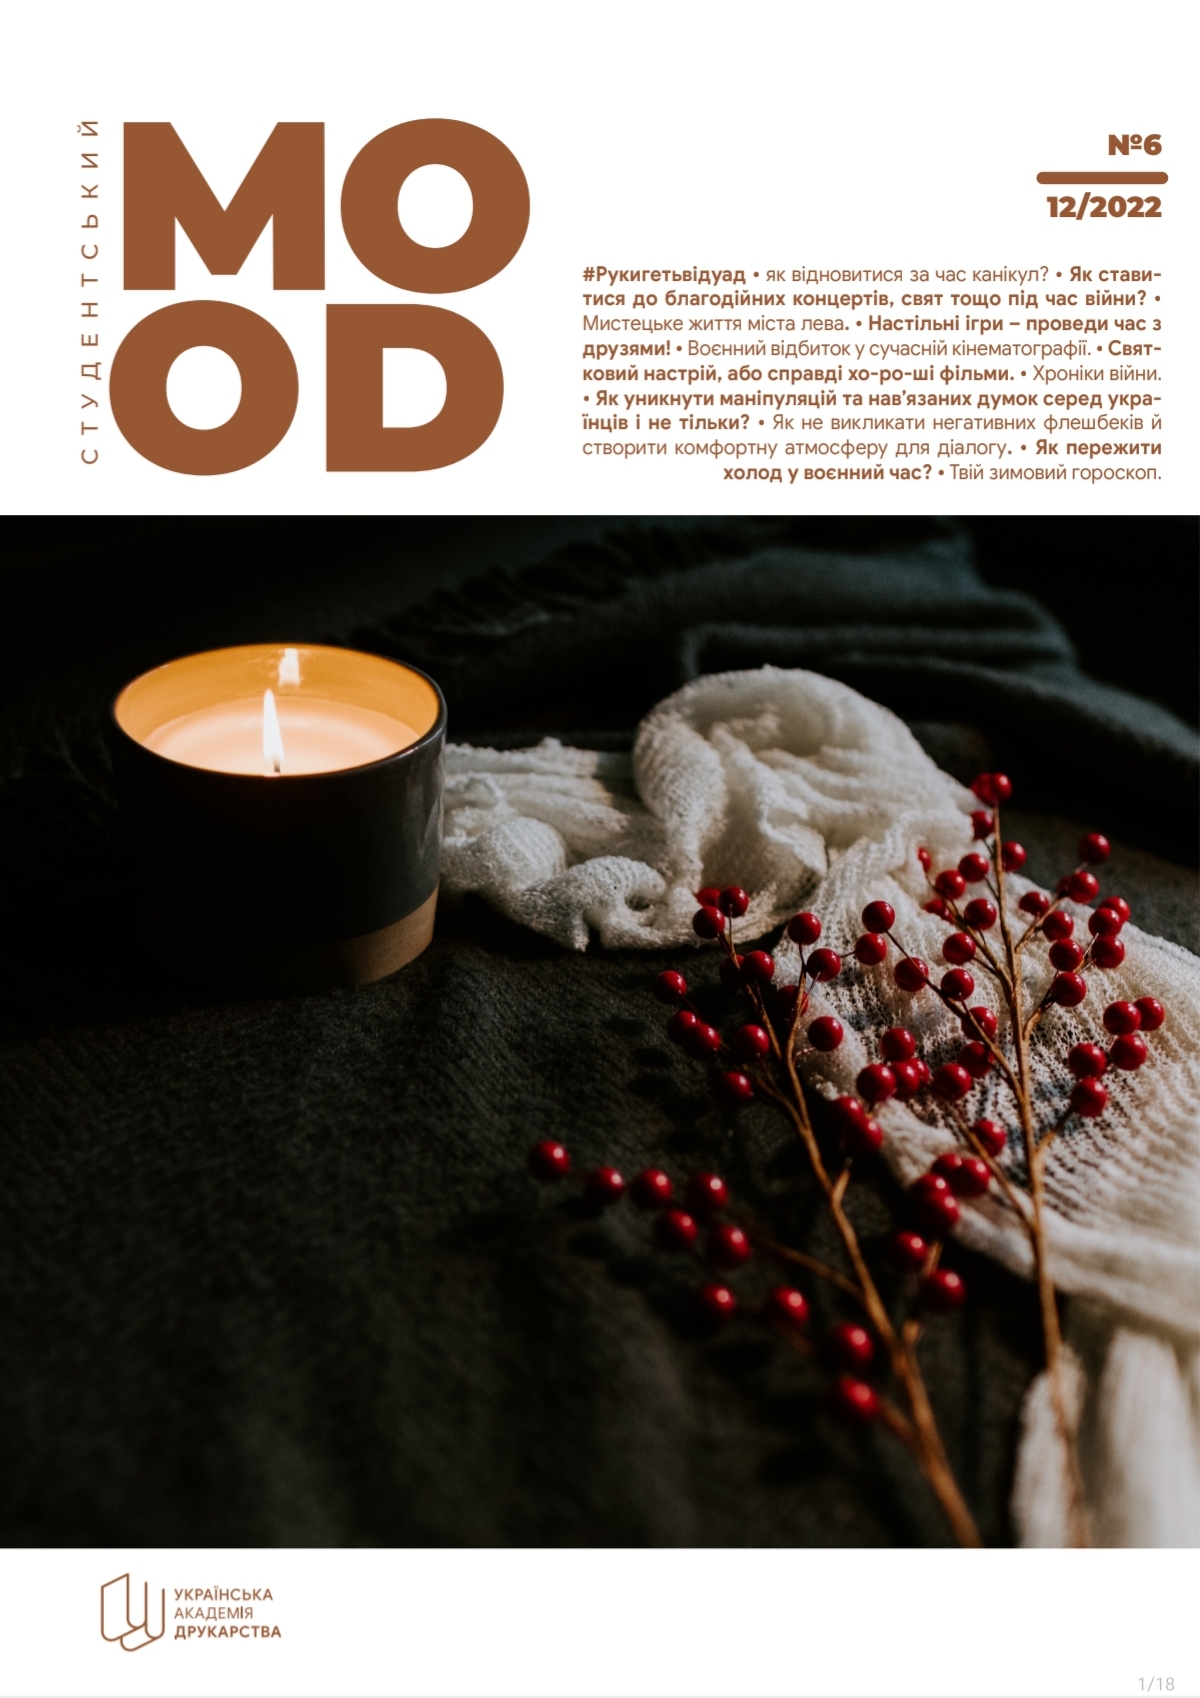 СТУДЕНТСЬКИЙ
MO
OD
№6
12/2022
#Рукигетьвідуад • як відновитися за час канікул? • Як стави-
тися до благодійних концертів, свят тощо під час війни? •
Мистецьке життя міста лева. • Настільні ігри – проведи час з
друзями! • Воєнний відбиток у сучасній кінематографії. • Свят-
ковий настрій, або справді хо-ро-ші фільми. • Хроніки війни.
• Як уникнути маніпуляцій та нав’язаних думок серед укра-
їнців і не тільки? • Як не викликати негативних флешбеків й
створити комфортну атмосферу для діалогу. • Як пережити
холод у воєнний час? • Твій зимовий гороскоп.
УКРАЇНСЬКА
АКАДЕМІЯ
ДРУКАРСТВА
1/18